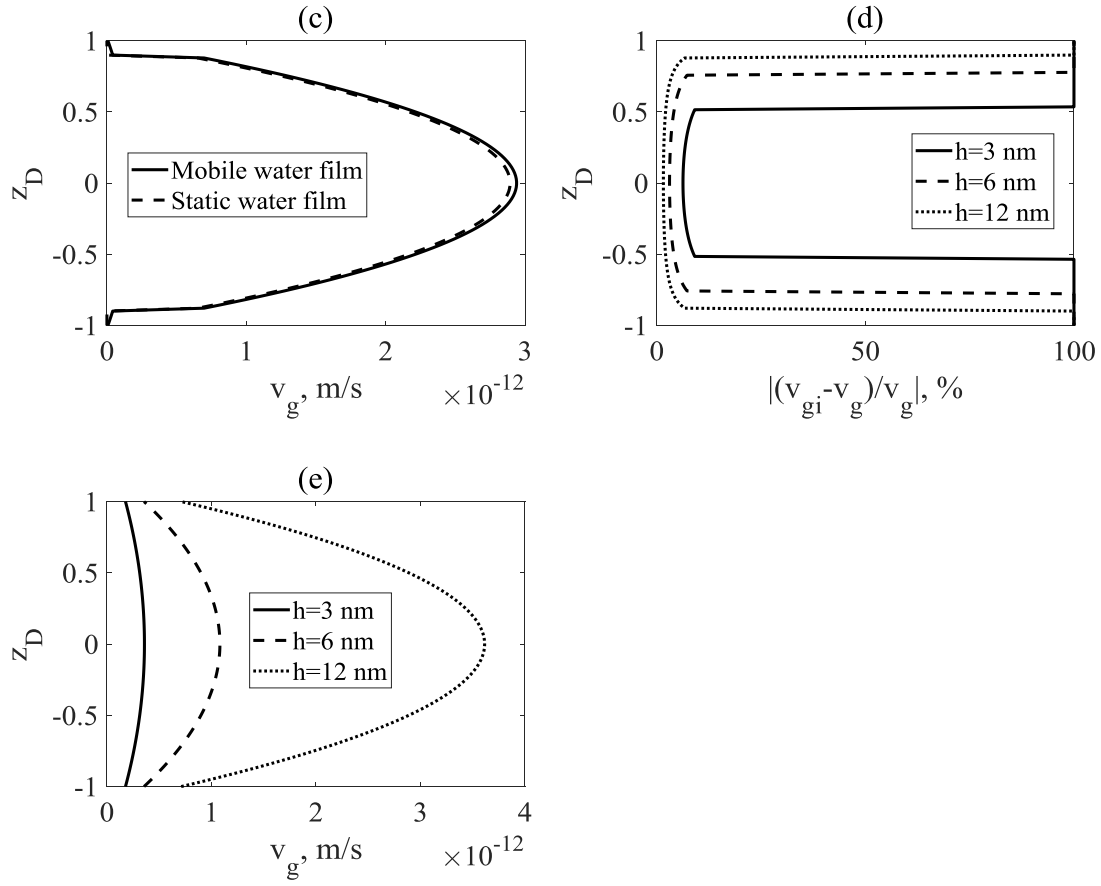 (c)
1
0.5
0
-0.5
-1
z_D
Mobile water film
Static water film
0 1 2 3
v_g, m/s ×10^-12
(d)
1
0.5
0
-0.5
-1
z_D
h=3 nm
h=6 nm
h=12 nm
0 50 100
|(v_gi-v_g)/v_g|, %
(e)
1
0.5
0
-0.5
-1
z_D
h=3 nm
h=6 nm
h=12 nm
0 1 2 3 4
v_g, m/s ×10^-12